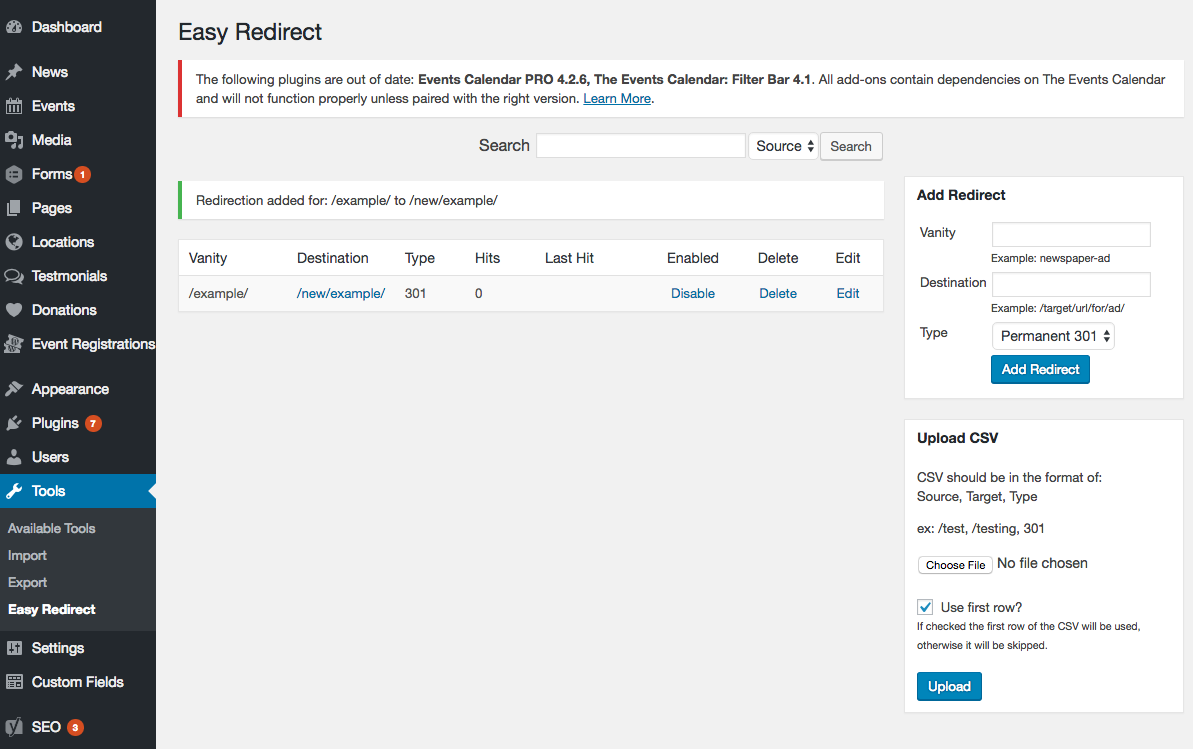 Dashboard
News
Events
Media
Forms 1
Pages
Locations
Testmonials
Donations
Event Registrations
Appearance
Plugins 7
Users
Tools
Available Tools
Import
Export
Easy Redirect
Settings
Custom Fields
SEO 3
Easy Redirect
The following plugins are out of date: Events Calendar PRO 4.2.6, The Events Calendar: Filter Bar 4.1. All add-ons contain dependencies on The Events Calendar
and will not function properly unless paired with the right version. Learn More.
Search Source Search
Redirection added for: /example/ to /new/example/
Vanity Destination Type Hits Last Hit Enabled Delete Edit
/example/ /new/example/ 301 0 Disable Delete Edit
Add Redirect
Vanity
Example: newspaper-ad
Destination
Example: /target/url/for/ad/
Type Permanent 301
Add Redirect
Upload CSV
CSV should be in the format of:
Source, Target, Type
ex: /test, /testing, 301
Choose File No file chosen
Use first row?
If checked the first row of the CSV will be used,
otherwise it will be skipped.
Upload